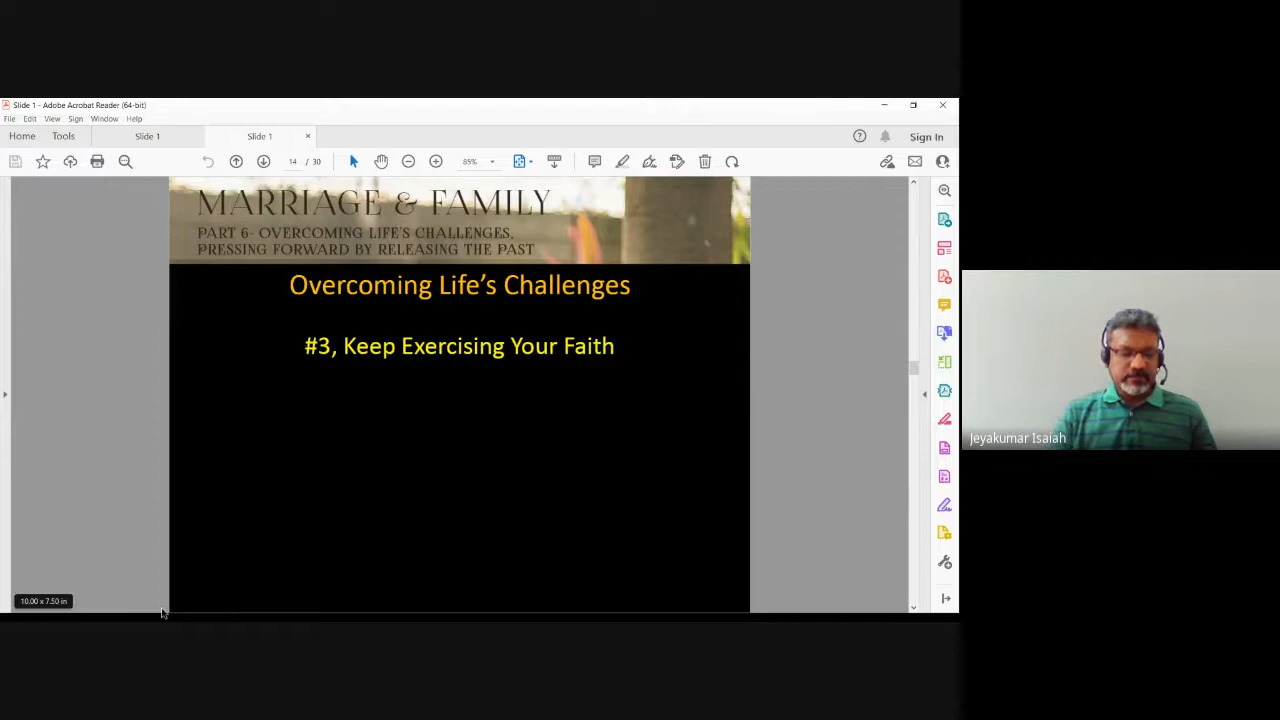 Slide 1 - Adobe Acrobat Reader (64-bit)
File Edit View Sign Window Help
Home Tools Slide 1 Slide 1 × Sign In
14 / 30 85%
MARRIAGE & FAMILY
PART 6- OVERCOMING LIFE'S CHALLENGES,
PRESSING FORWARD BY RELEASING THE PAST
Overcoming Life’s Challenges
#3, Keep Exercising Your Faith
Jeyakumar Isaiah
10.00 x 7.50 in